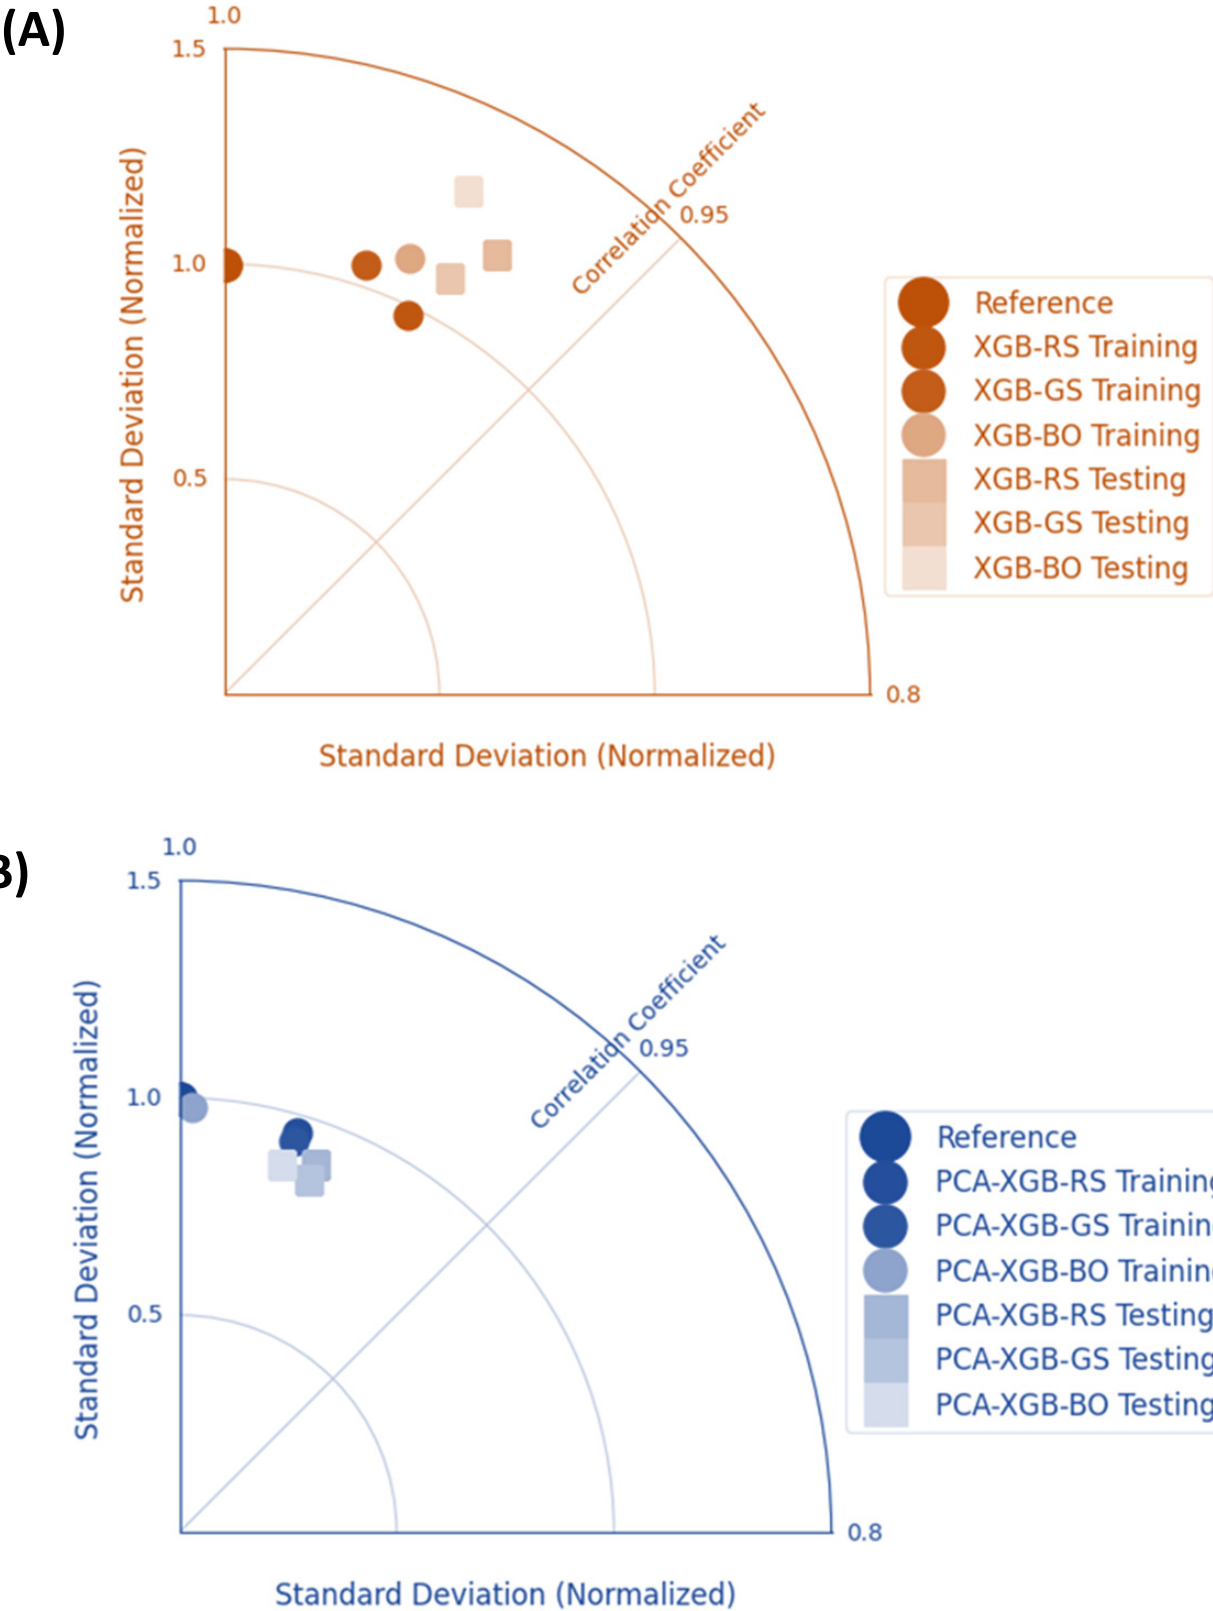 (A)
1.0
1.5
1.0
0.5
Standard Deviation (Normalized)
Correlation Coefficient
0.95
0.8
Standard Deviation (Normalized)
Reference
XGB-RS Training
XGB-GS Training
XGB-BO Training
XGB-RS Testing
XGB-GS Testing
XGB-BO Testing
B)
1.0
1.5
1.0
0.5
Standard Deviation (Normalized)
Correlation Coefficient
0.95
0.8
Standard Deviation (Normalized)
Reference
PCA-XGB-RS Training
PCA-XGB-GS Trainin
PCA-XGB-BO Trainin
PCA-XGB-RS Testing
PCA-XGB-GS Testing
PCA-XGB-BO Testing